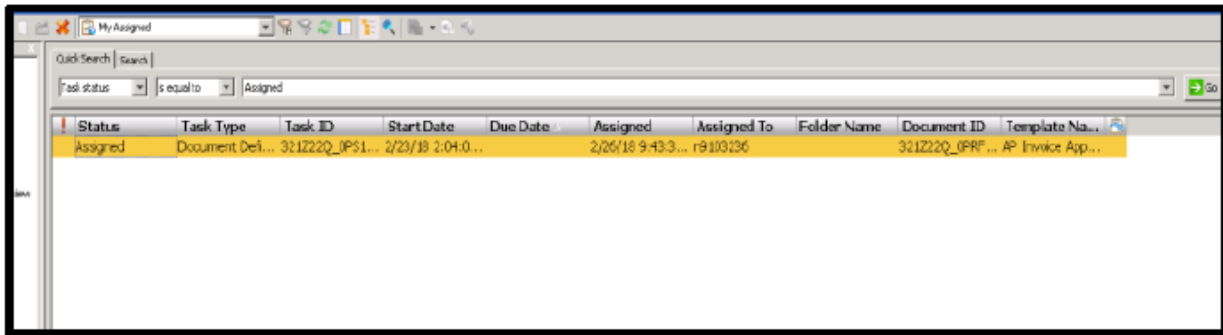 My Assigned
Quick Search Search
Task status is equal to Assigned Go
! Status Task Type Task ID Start Date Due Date Assigned Assigned To Folder Name Document ID Template Na...
Assigned Document Defi... 321Z22Q_0PS1... 2/23/18 2:04:0... 2/26/18 9:43:3... r9103236 321Z22Q_0PRF... AP Invoice App...
iew